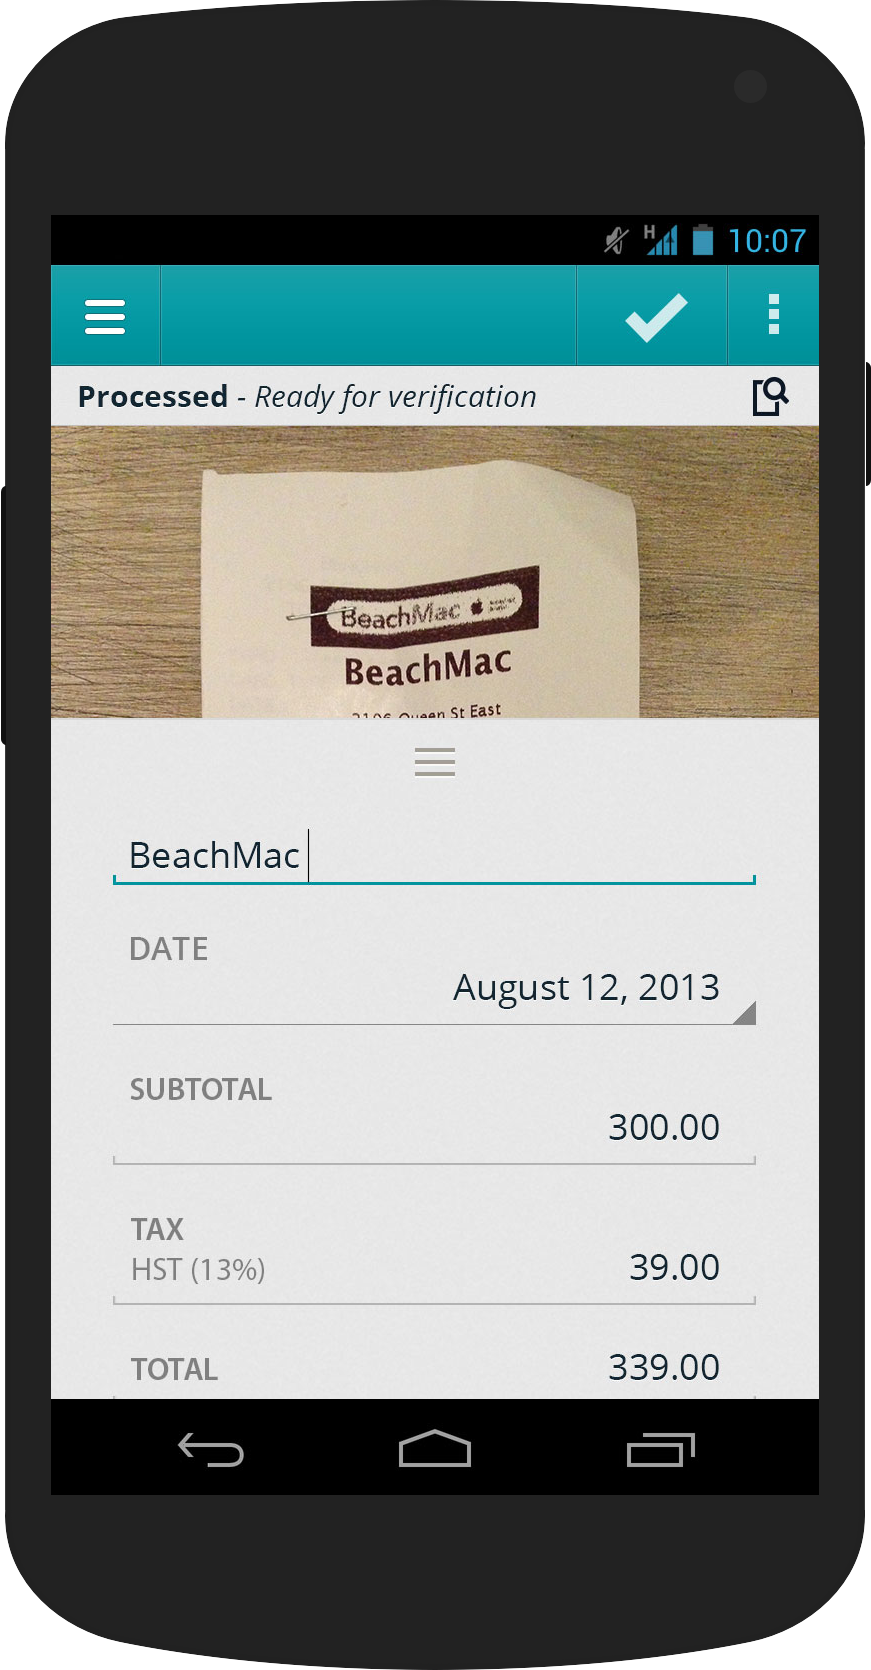 H 10:07
Processed - Ready for verification
BeachMac
BeachMac
2106 Queen St East
BeachMac
DATE
August 12, 2013
SUBTOTAL
300.00
TAX
HST (13%)
39.00
TOTAL
339.00